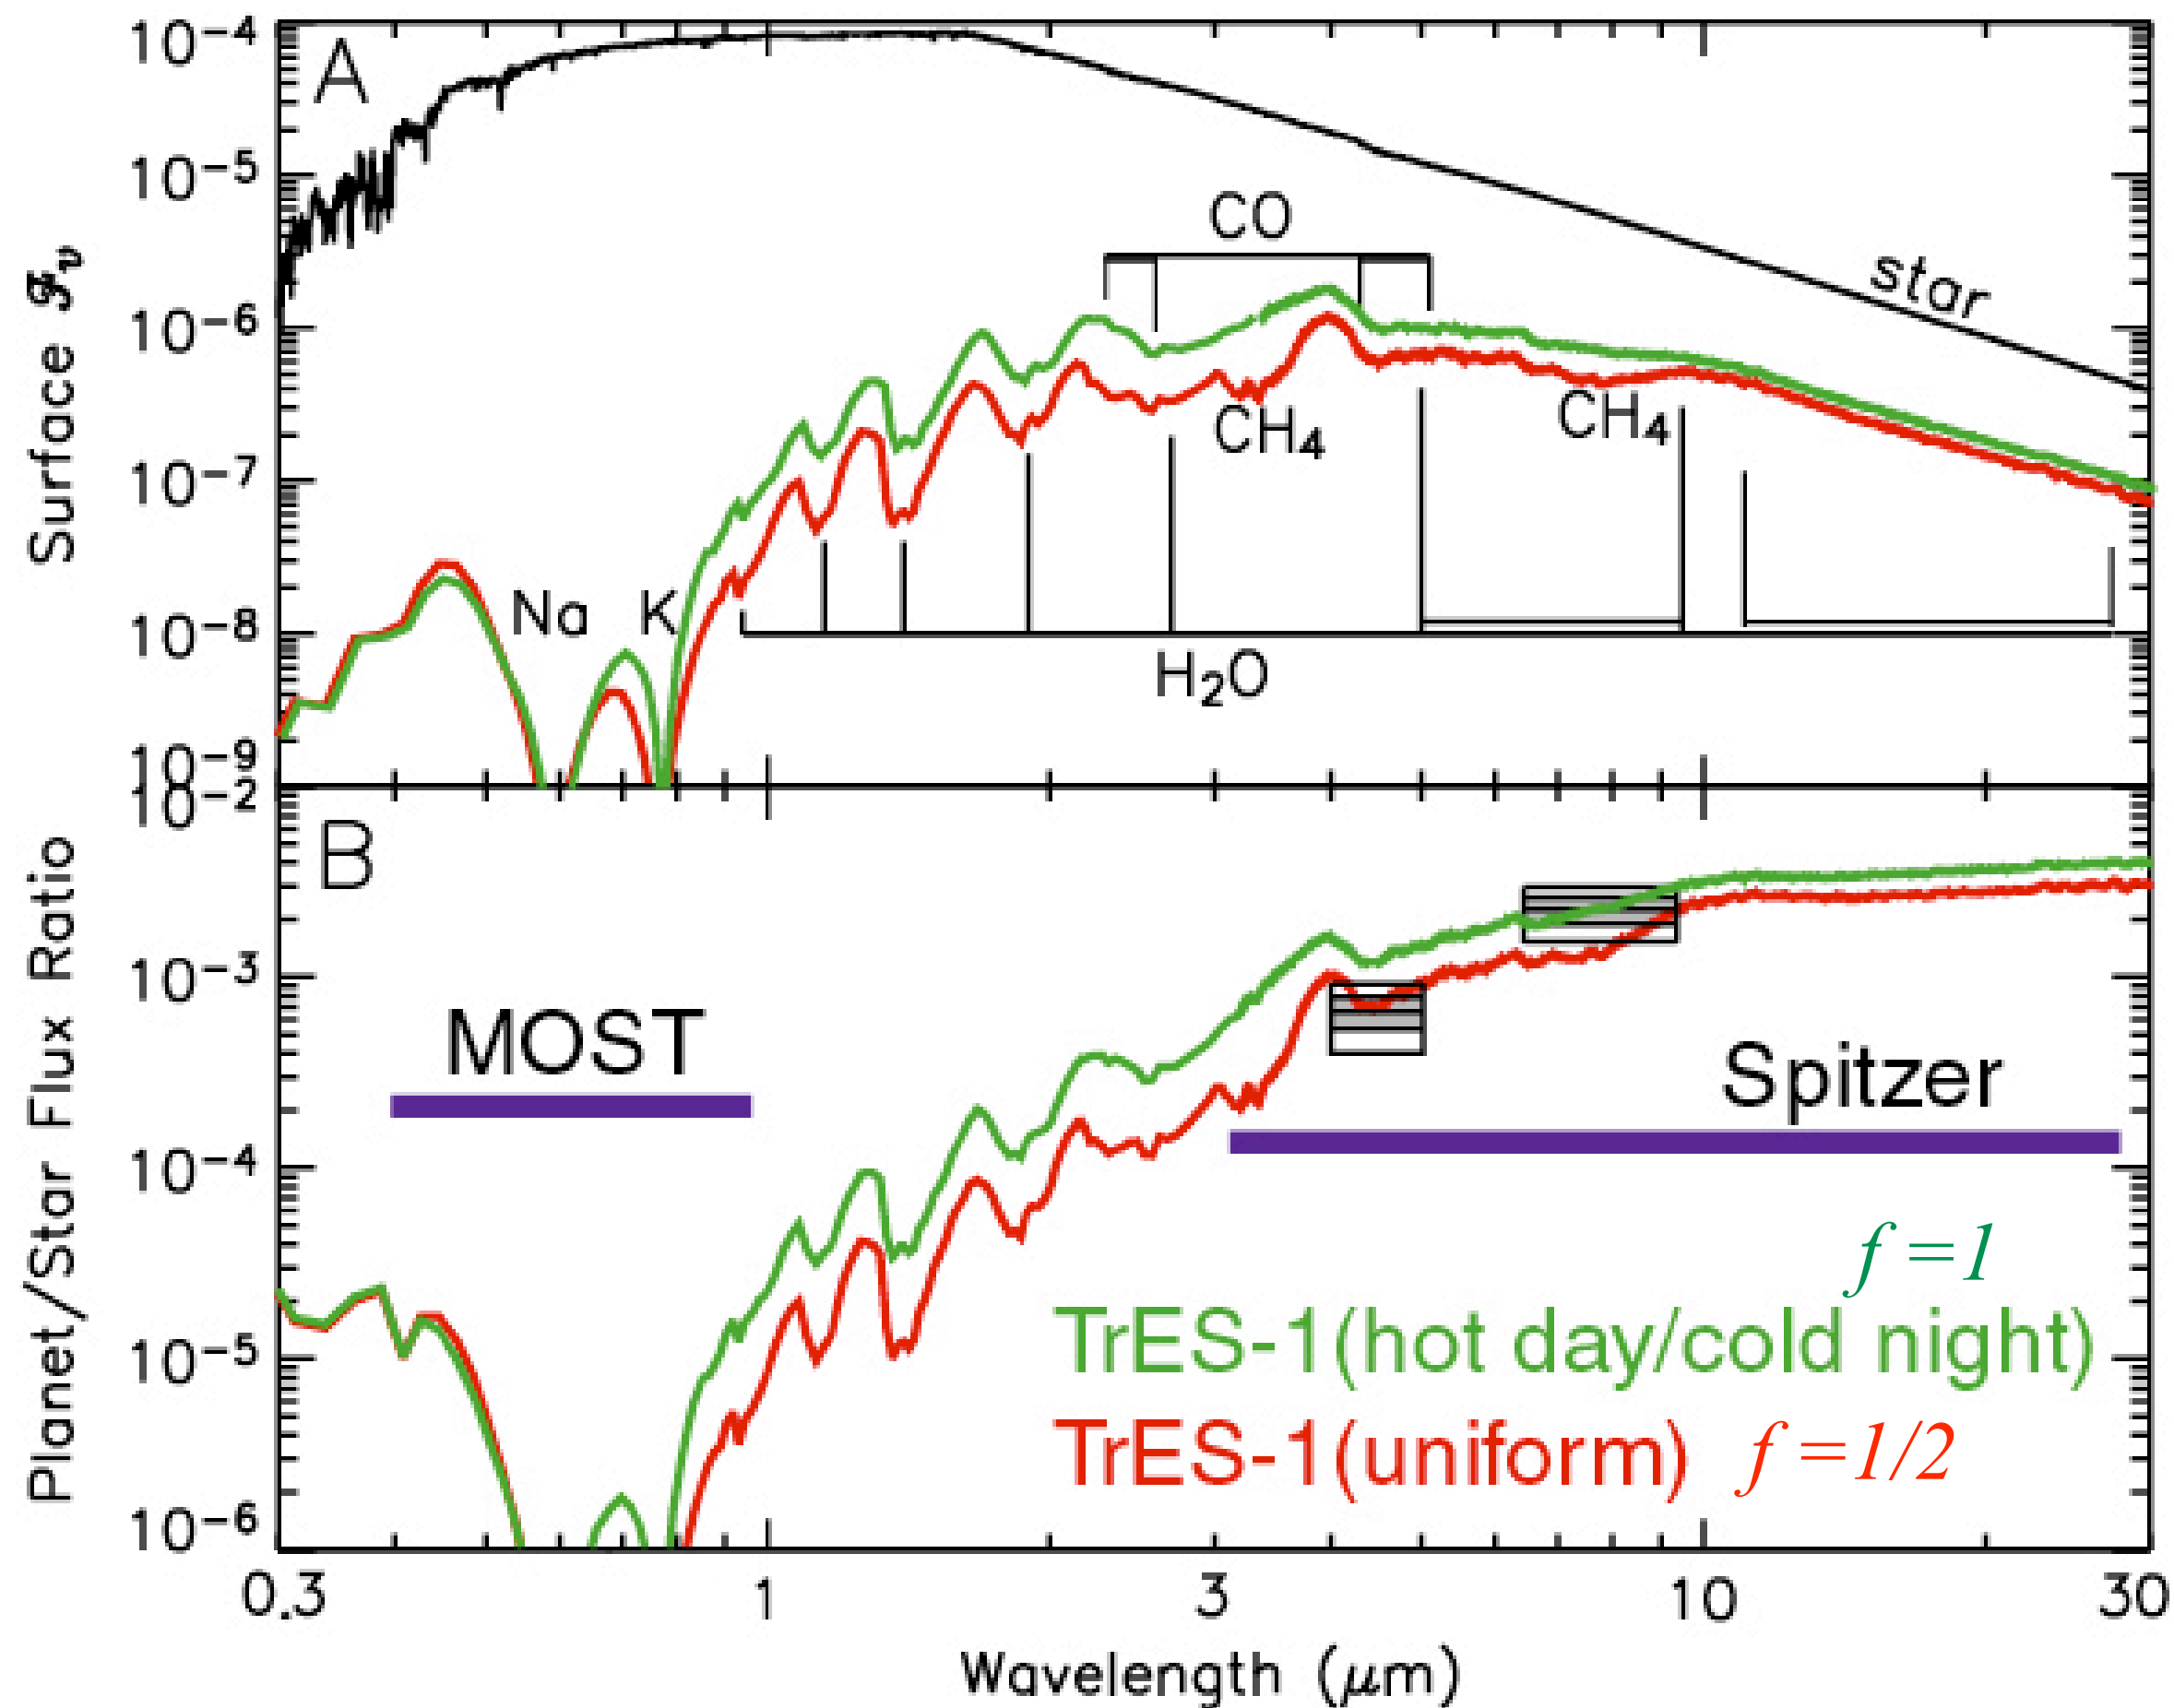 10⁻⁴
A
10⁻⁵
CO
Surface ℱν
star
10⁻⁶
CH₄
CH₄
10⁻⁷
Na K
10⁻⁸
H₂O
10⁻⁹
10⁻²
B
Planet/Star Flux Ratio
10⁻³
MOST
Spitzer
10⁻⁴
f =1
TrES-1(hot day/cold night)
10⁻⁵
TrES-1(uniform) f =1/2
10⁻⁶
0.3 1 3 10 30
Wavelength (μm)